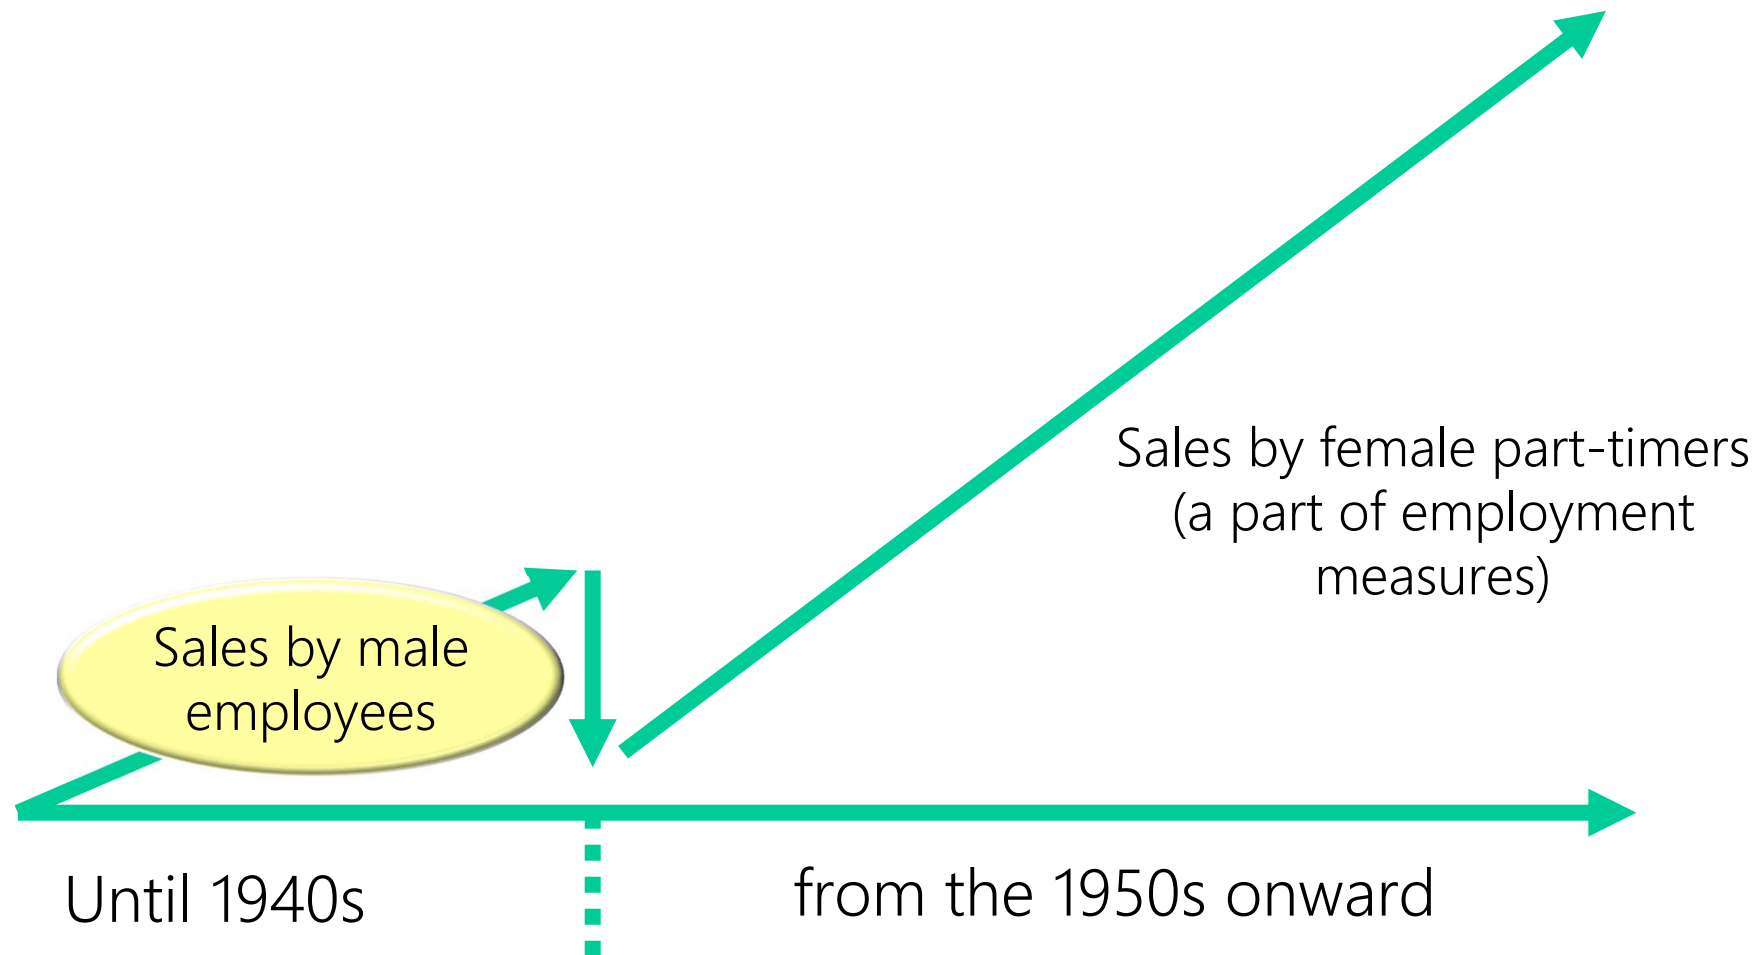 Sales by female part-timers
(a part of employment
measures)
Sales by male
employees
Until 1940s
from the 1950s onward